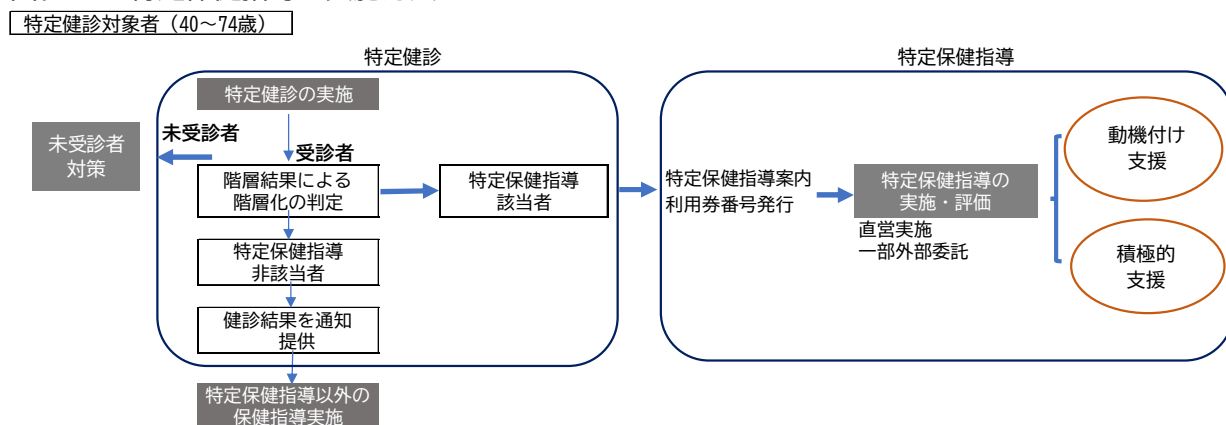 特定健診対象者（40～74歳）
特定健診
特定健診の実施
未受診者
対策
未受診者
受診者
階層結果による
階層化の判定
特定保健指導
該当者
特定保健指導
非該当者
健診結果を通知
提供
特定保健指導以外の
保健指導実施
特定保健指導
特定保健指導案内
利用券番号発行
特定保健指導の
実施・評価
直営実施
一部外部委託
動機付け
支援
積極的
支援